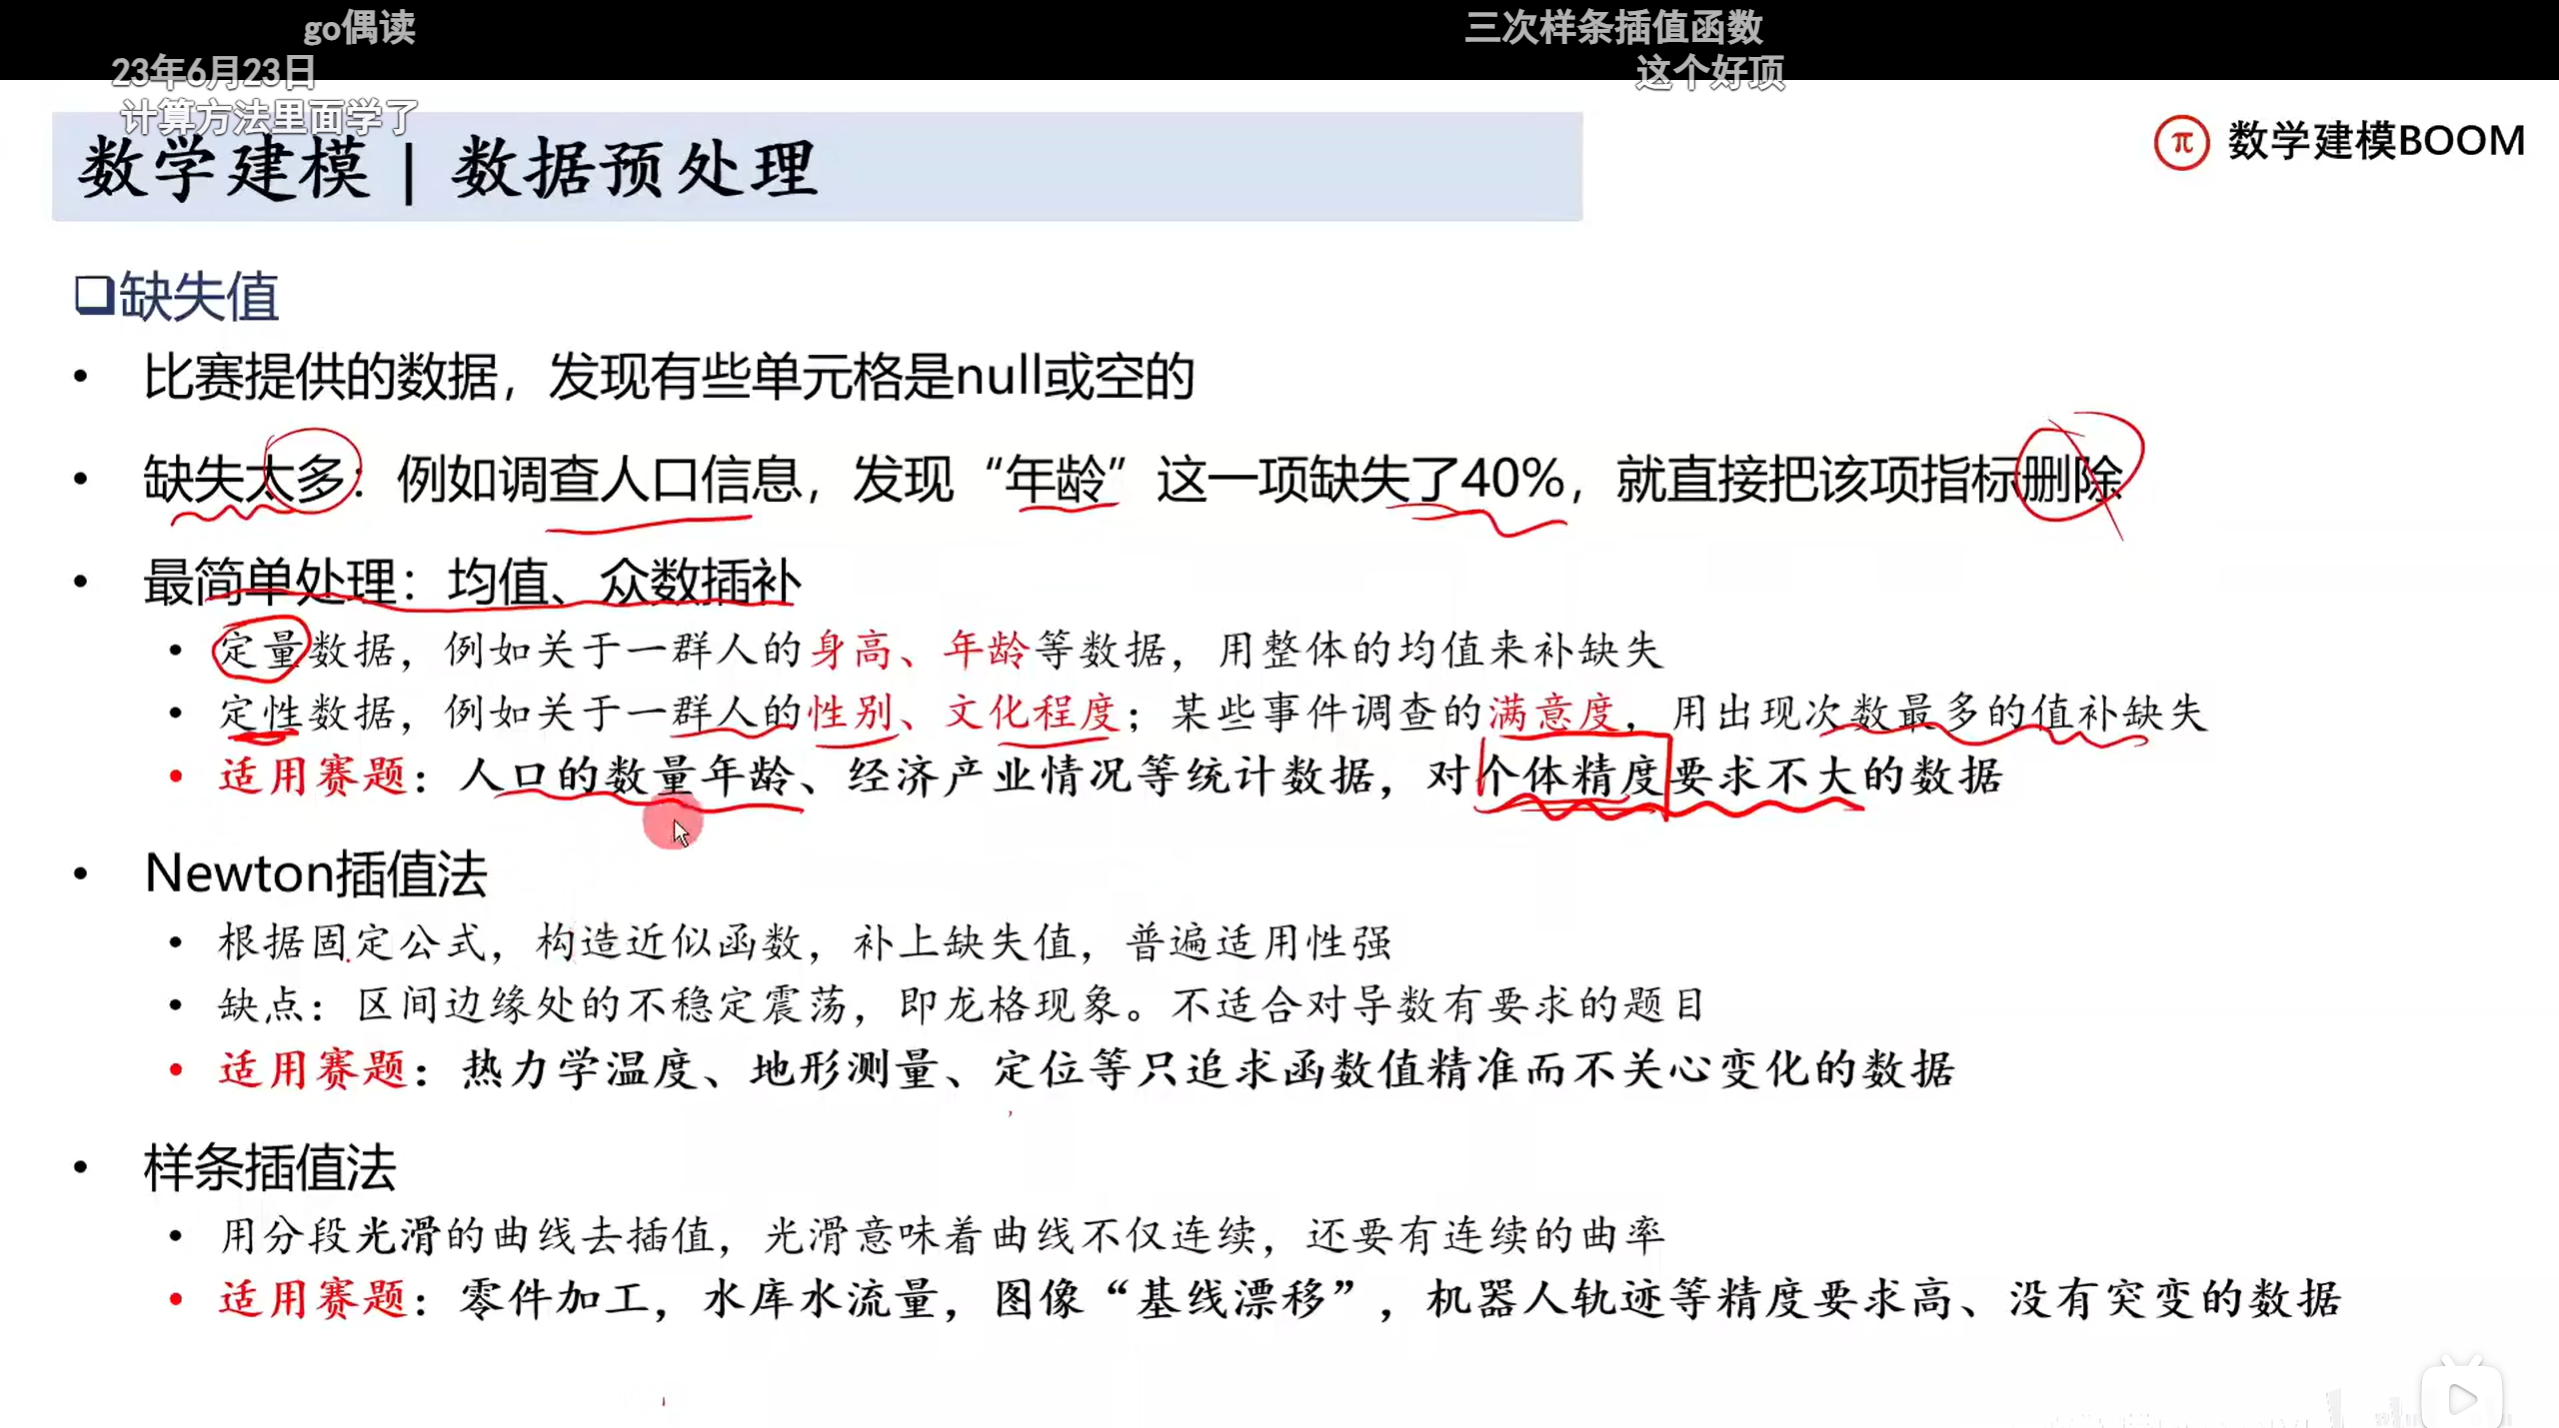 go偶读
三次样条插值函数
23年6月23日
这个好顶
计算方法里面学了
数学建模 | 数据预处理
π 数学建模BOOM
缺失值
• 比赛提供的数据，发现有些单元格是null或空的
• 缺失太多：例如调查人口信息，发现“年龄”这一项缺失了40%，就直接把该项指标删除
• 最简单处理：均值、众数插补
• 定量数据，例如关于一群人的身高、年龄等数据，用整体的均值来补缺失
• 定性数据，例如关于一群人的性别、文化程度；某些事件调查的满意度，用出现次数最多的值补缺失
• 适用赛题：人口的数量年龄、经济产业情况等统计数据，对个体精度要求不大的数据
• Newton插值法
• 根据固定公式，构造近似函数，补上缺失值，普遍适用性强
• 缺点：区间边缘处的不稳定震荡，即龙格现象。不适合对导数有要求的题目
• 适用赛题：热力学温度、地形测量、定位等只追求函数值精准而不关心变化的数据
• 样条插值法
• 用分段光滑的曲线去插值，光滑意味着曲线不仅连续，还要有连续的曲率
• 适用赛题：零件加工，水库水流量，图像“基线漂移”，机器人轨迹等精度要求高、没有突变的数据